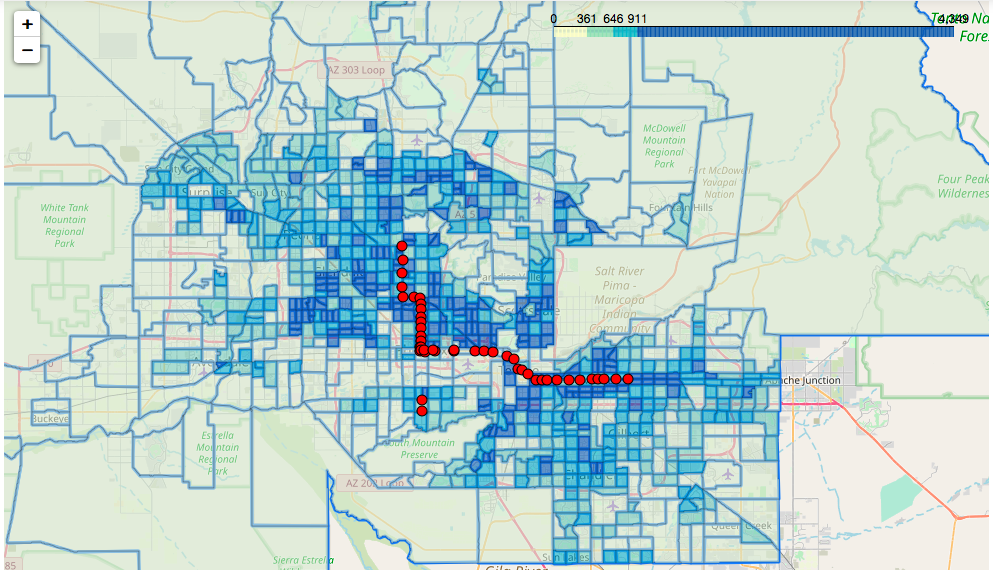 +
−
0 361 646 911 4,349
AZ 303 Loop
McDowell
Mountain
Regional
Park
Fort McDowell
Yavapai
Nation
Fountain Hills
Four Peak
Wilderness
Surprise
Sun City
White Tank
Mountain
Regional
Park
Paradise Valley
Scottsdale
Salt River
Pima -
Maricopa
Indian
Community
Apache Junction
Avondale
Buckeye
Estrella
Mountain
Regional
Park
South Mountain
Preserve
AZ 202 Loop
Gilbert
Chandler
Queen Creek
Sun Lakes
Sierra Estrella
Gila River
85